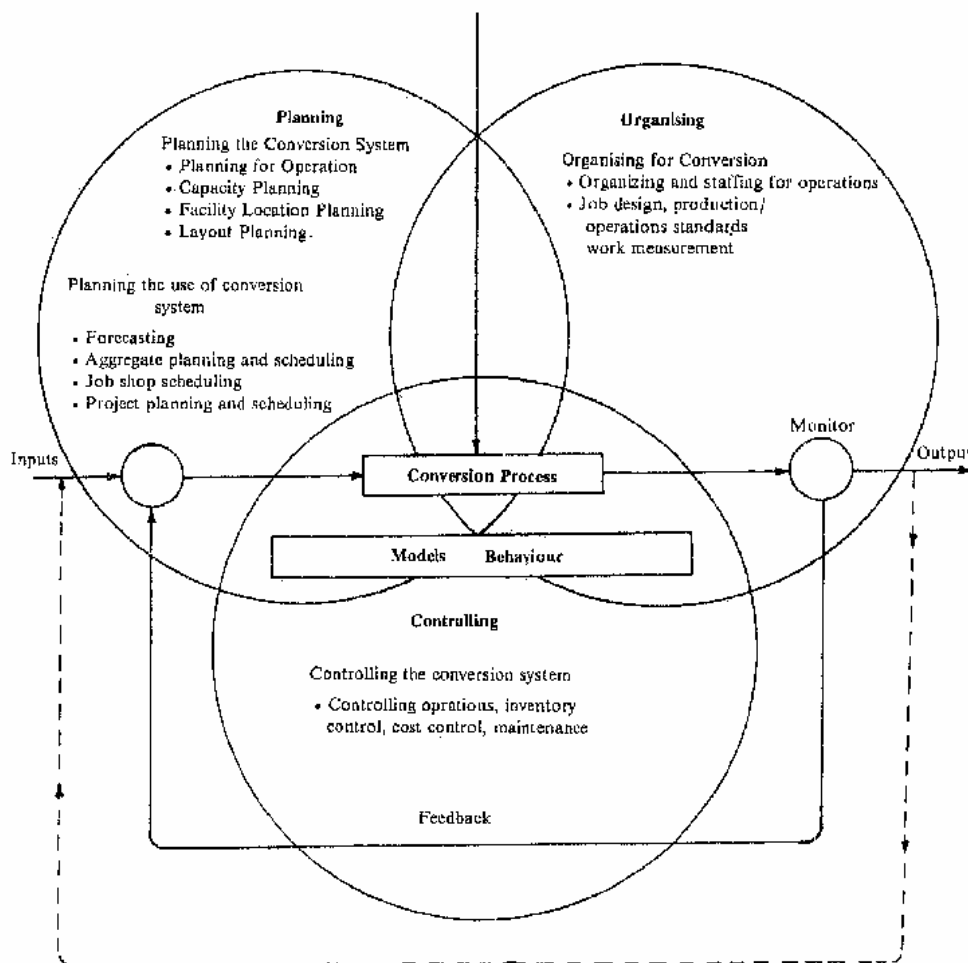 Planning
Planning the Conversion System
• Planning for Operation
• Capacity Planning
• Facility Location Planning
• Layout Planning.
Planning the use of conversion
system
• Forecasting
• Aggregate planning and scheduling
• Job shop scheduling
• Project planning and scheduling
Organising
Organising for Conversion
• Organizing and staffing for operations
• Job design, production/
operations standards
work measurement
Monitor
Inputs
Output
Conversion Process
Models Behaviour
Controlling
Controlling the conversion system
• Controlling oprations, inventory
control, cost control, maintenance
Feedback